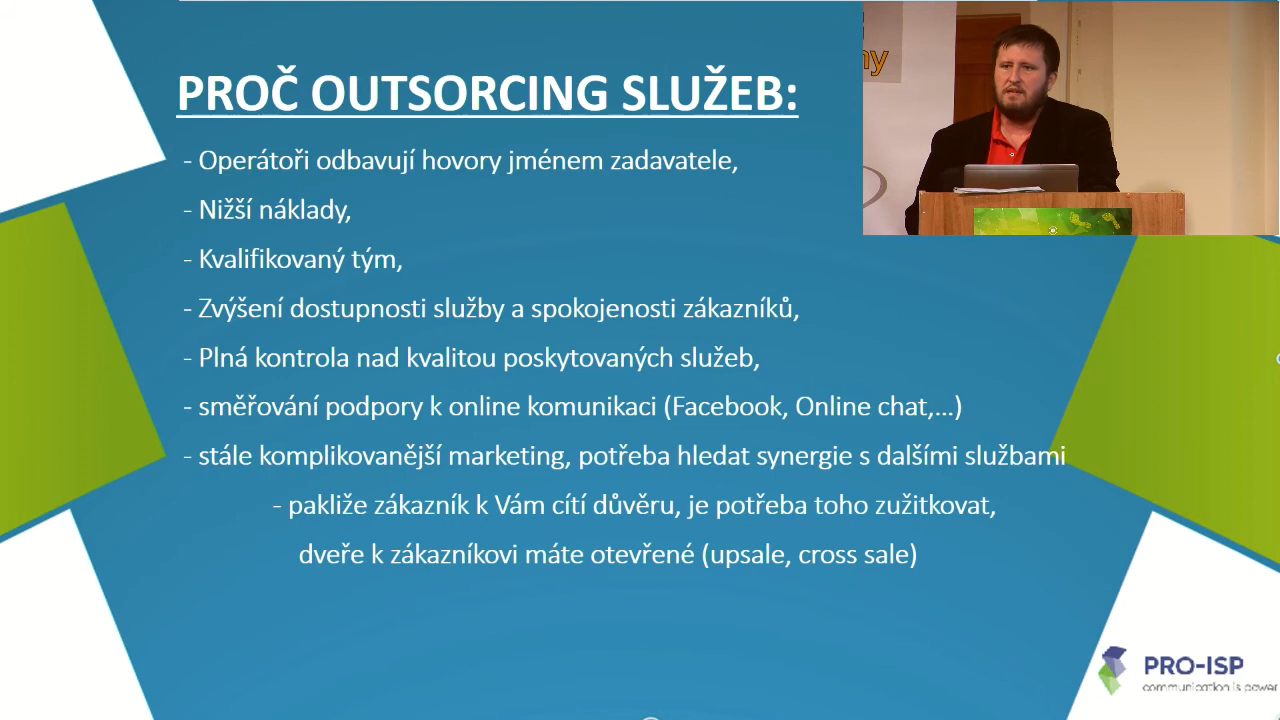 PROČ OUTSORCING SLUŽEB:
- Operátoři odbavují hovory jménem zadavatele,
- Nižší náklady,
- Kvalifikovaný tým,
- Zvýšení dostupnosti služby a spokojenosti zákazníků,
- Plná kontrola nad kvalitou poskytovaných služeb,
- směřování podpory k online komunikaci (Facebook, Online chat,...)
- stále komplikovanější marketing, potřeba hledat synergie s dalšími službami
- pakliže zákazník k Vám cítí důvěru, je potřeba toho zužitkovat,
dveře k zákazníkovi máte otevřené (upsale, cross sale)
PRO-ISP
communication is power